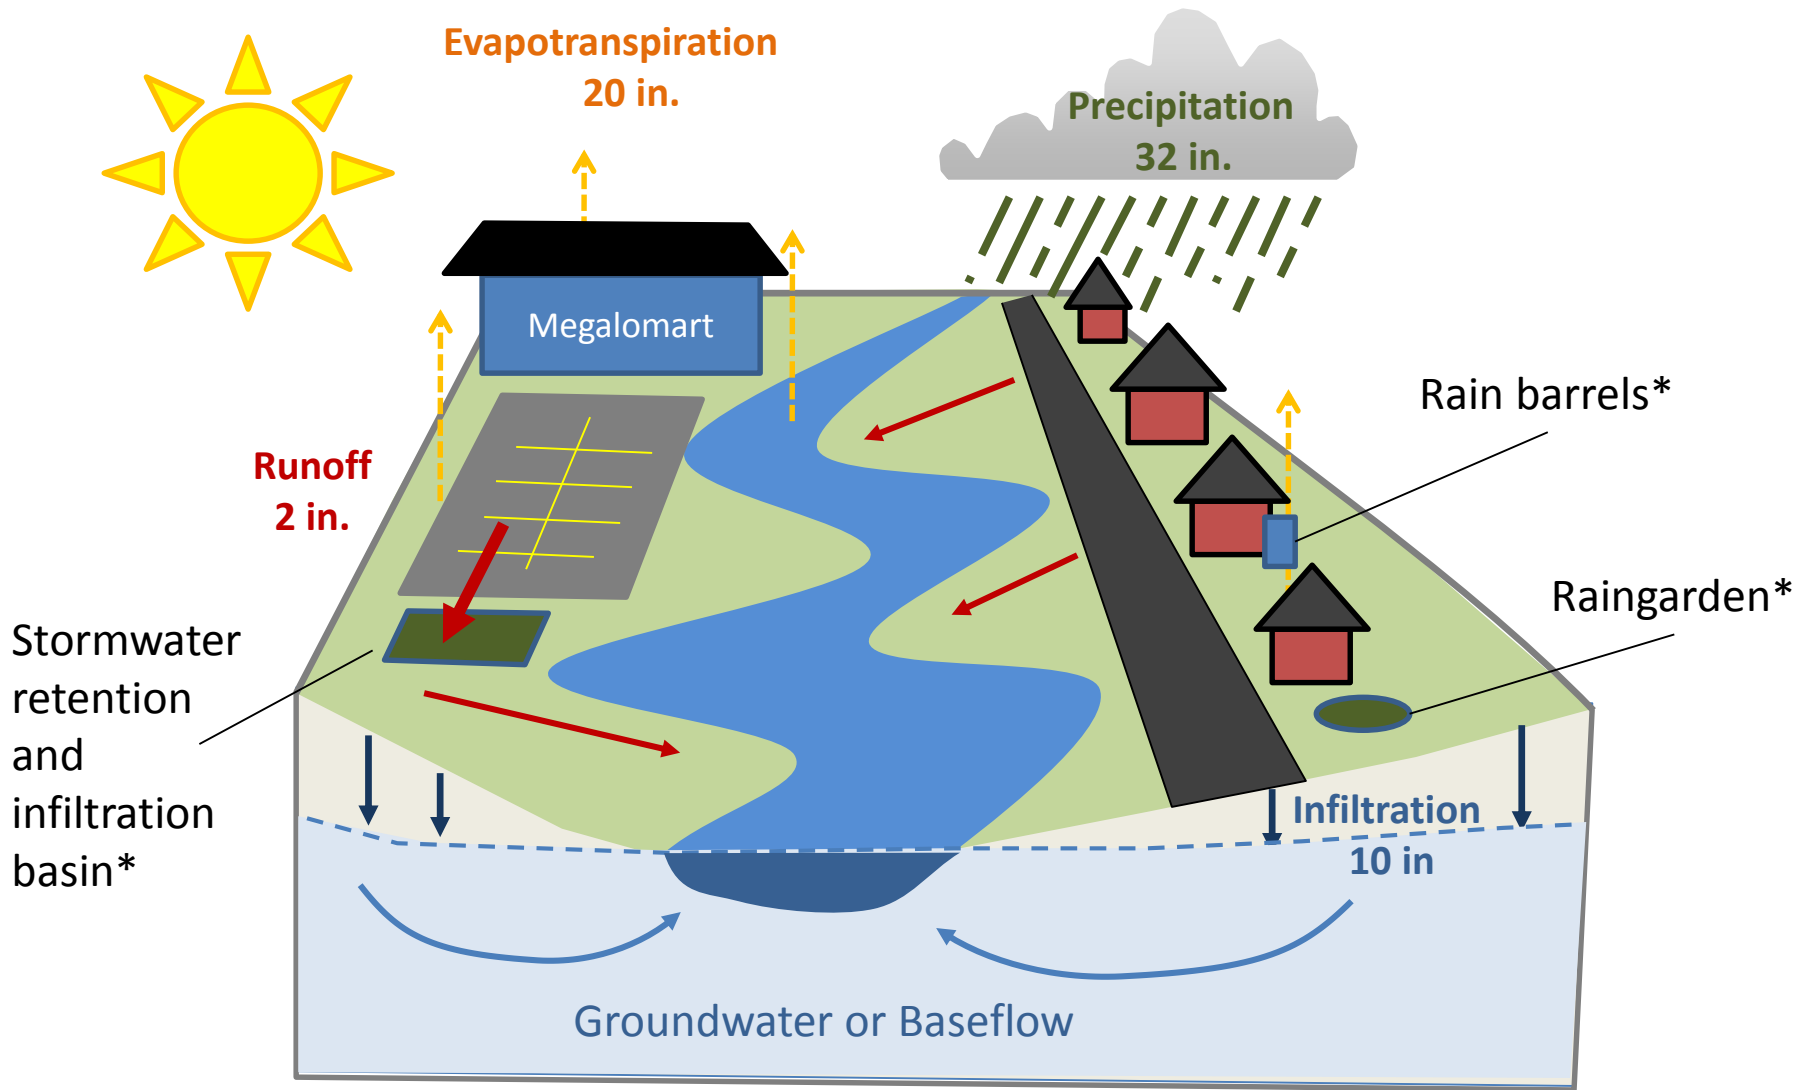 Evapotranspiration
20 in.
Precipitation
32 in.
Megalomart
Rain barrels*
Runoff
2 in.
Raingarden*
Stormwater
retention
and
infiltration
basin*
Infiltration
10 in
Groundwater or Baseflow